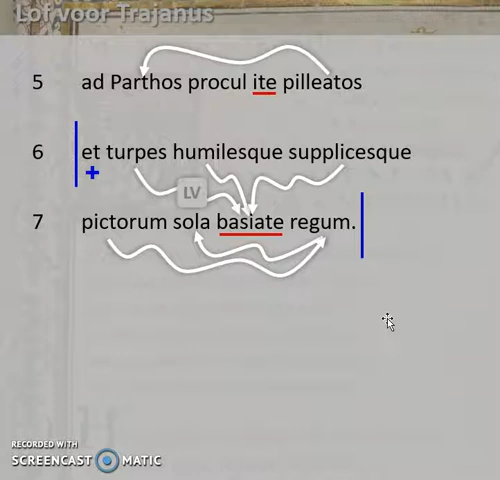 Lof voor Trajanus
5 ad Parthos procul ite pilleatos
6 et turpes humilesque supplicesque
+
LV
7 pictorum sola basiate regum.
RECORDED WITH
SCREENCAST MATIC